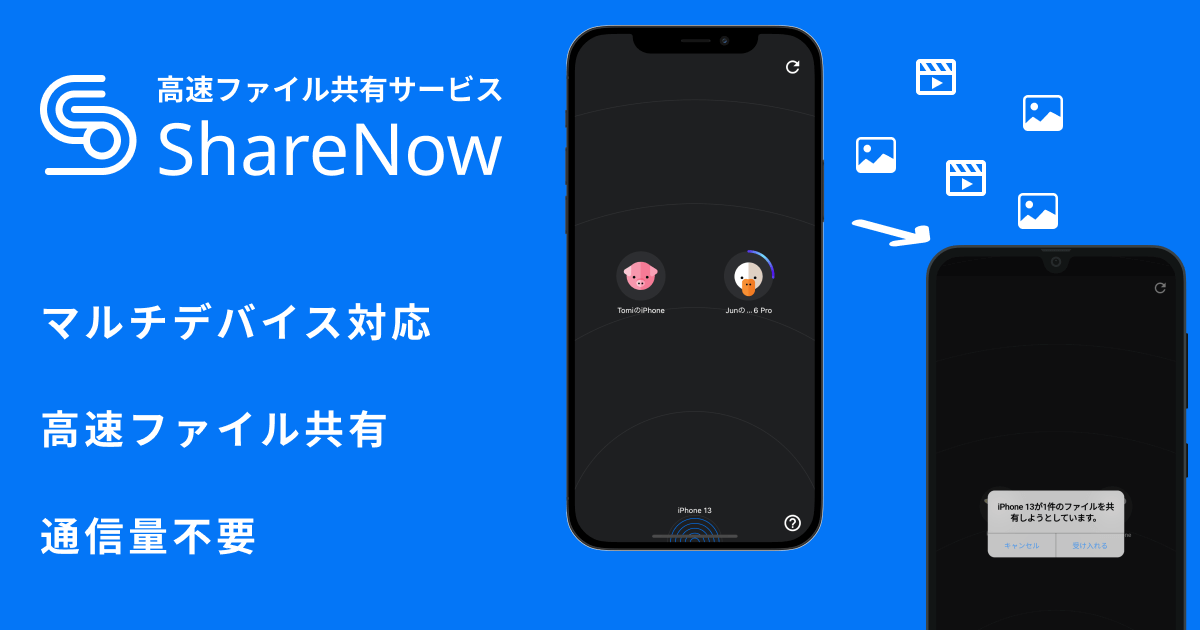 高速ファイル共有サービス
ShareNow
マルチデバイス対応
高速ファイル共有
通信量不要
TomiのiPhone
Junの ... 6 Pro
iPhone 13
iPhone 13が1件のファイルを共
有しようとしています。
キャンセル
受け入れる